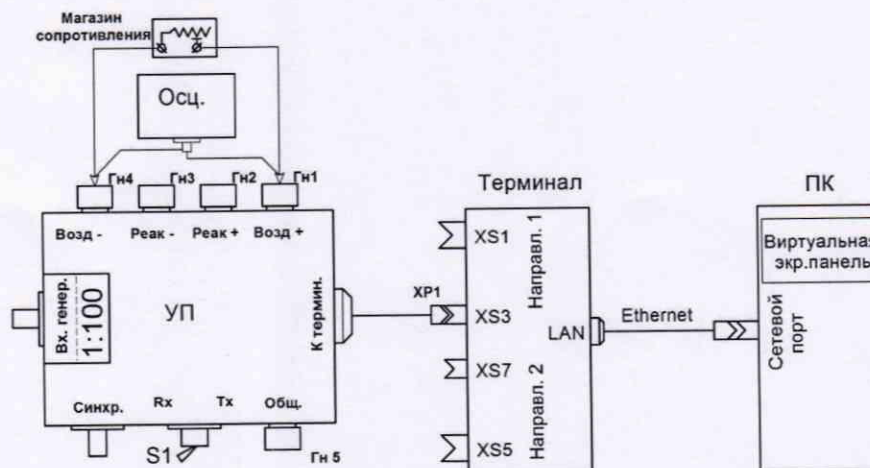 Магазин
сопротивления
Осц.
Гн4
Гн3
Гн2
Гн1
Возд -
Реак -
Реак +
Возд +
Вх. генер.
1:100
УП
К термин.
Синхр.
Rx
Tx
Общ.
S1
Гн 5
XP1
Терминал
XS1
XS3
XS7
XS5
Направл. 1
Направл. 2
LAN
Ethernet
ПК
Виртуальная
экр.панель
Сетевой
порт